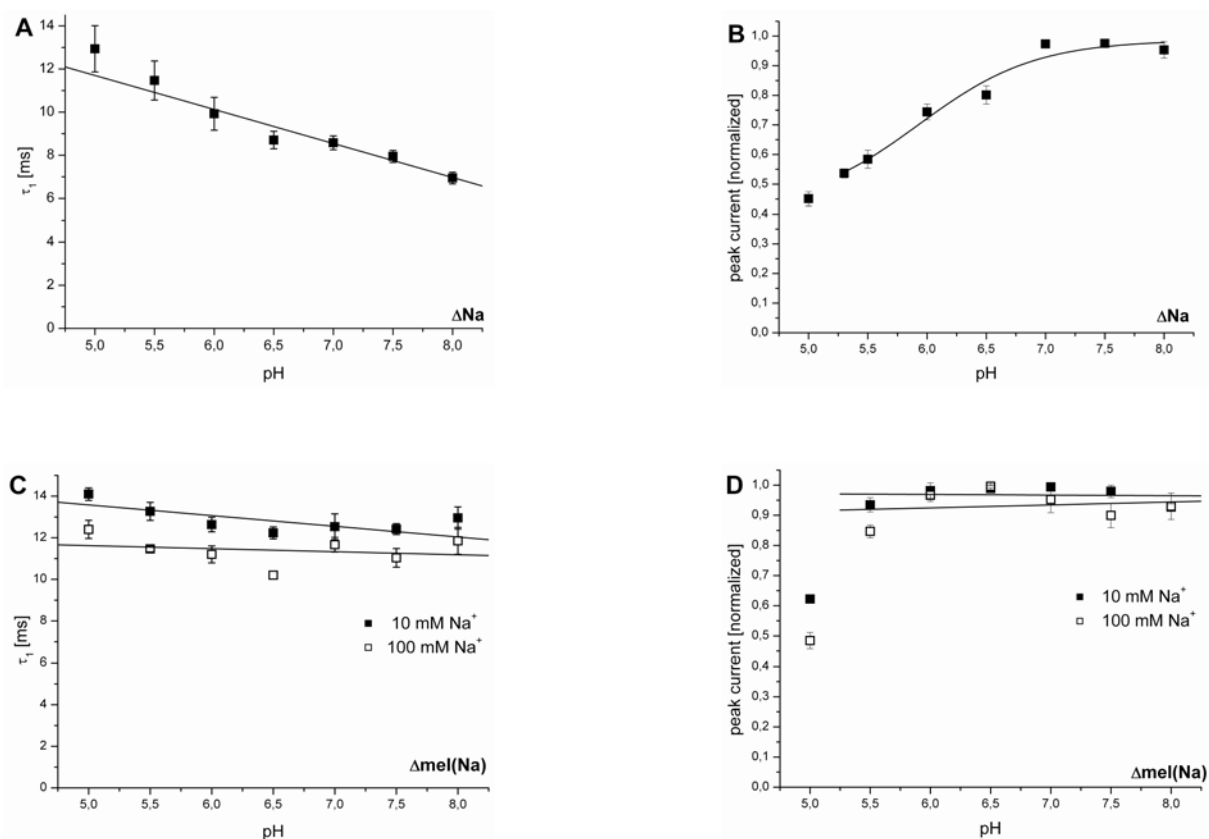 A
14
12
10
8
6
4
2
0
τ1 [ms]
5,0 5,5 6,0 6,5 7,0 7,5 8,0
pH
ΔNa
B
1,0
0,9
0,8
0,7
0,6
0,5
0,4
0,3
0,2
0,1
0,0
peak current [normalized]
5,0 5,5 6,0 6,5 7,0 7,5 8,0
pH
ΔNa
C
14
12
10
8
6
4
2
0
τ1 [ms]
10 mM Na+
100 mM Na+
5,0 5,5 6,0 6,5 7,0 7,5 8,0
pH
Δmel(Na)
D
1,0
0,9
0,8
0,7
0,6
0,5
0,4
0,3
0,2
0,1
0,0
peak current [normalized]
10 mM Na+
100 mM Na+
5,0 5,5 6,0 6,5 7,0 7,5 8,0
pH
Δmel(Na)